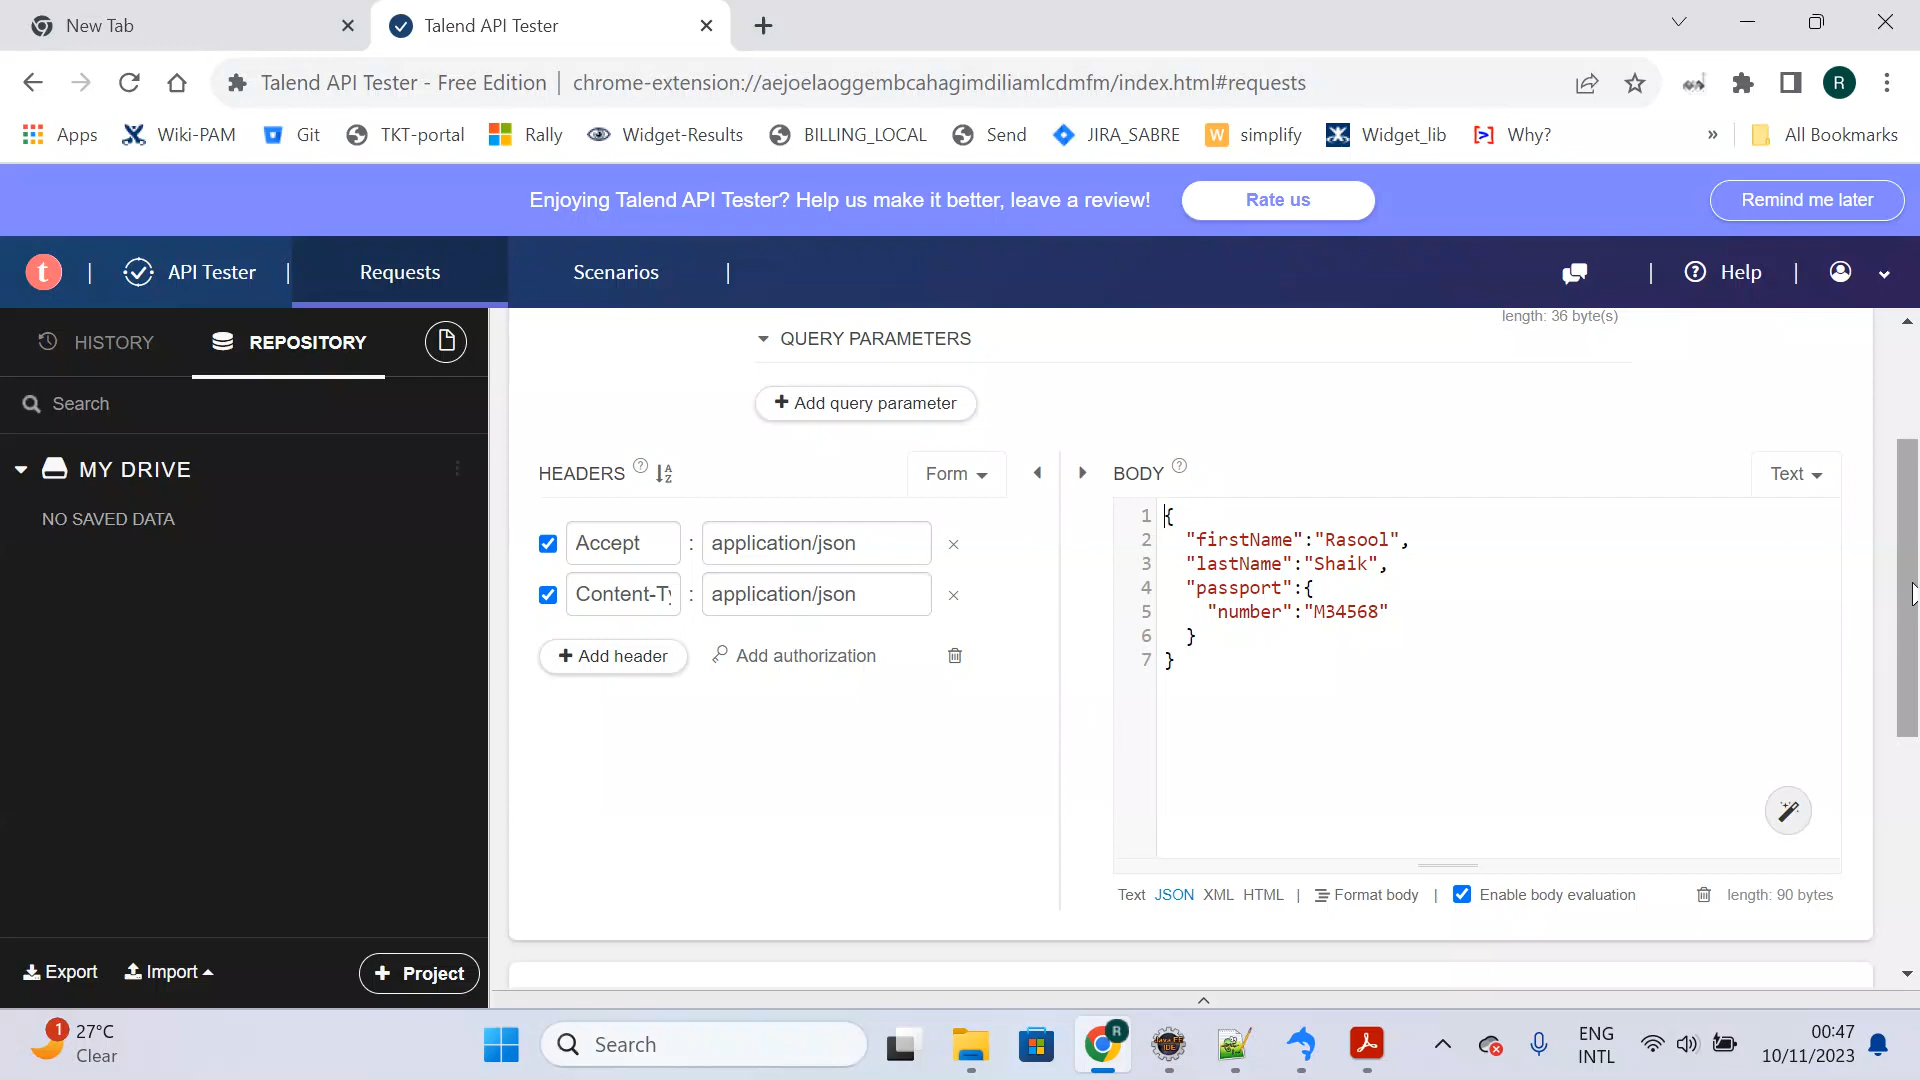 New Tab
Talend API Tester
Talend API Tester - Free Edition | chrome-extension://aejoelaoggembcahagimdiliamlcdmfm/index.html#requests
R
Apps Wiki-PAM Git TKT-portal Rally Widget-Results BILLING_LOCAL Send JIRA_SABRE W simplify Widget_lib Why? » All Bookmarks
Enjoying Talend API Tester? Help us make it better, leave a review! Rate us Remind me later
t | API Tester | Requests Scenarios | | ? Help |
HISTORY REPOSITORY
length: 36 byte(s)
QUERY PARAMETERS
Search
+ Add query parameter
MY DRIVE
NO SAVED DATA
HEADERS ? Form
BODY ? Text
Accept : application/json ×
Content-Ty : application/json ×
+ Add header Add authorization
1 {
2 "firstName":"Rasool",
3 "lastName":"Shaik",
4 "passport":{
5 "number":"M34568"
6 }
7 }
Text JSON XML HTML | Format body | Enable body evaluation length: 90 bytes
Export Import + Project
1 27°C
Clear
Search
R
Java EE
IDE
ENG
INTL
00:47
10/11/2023